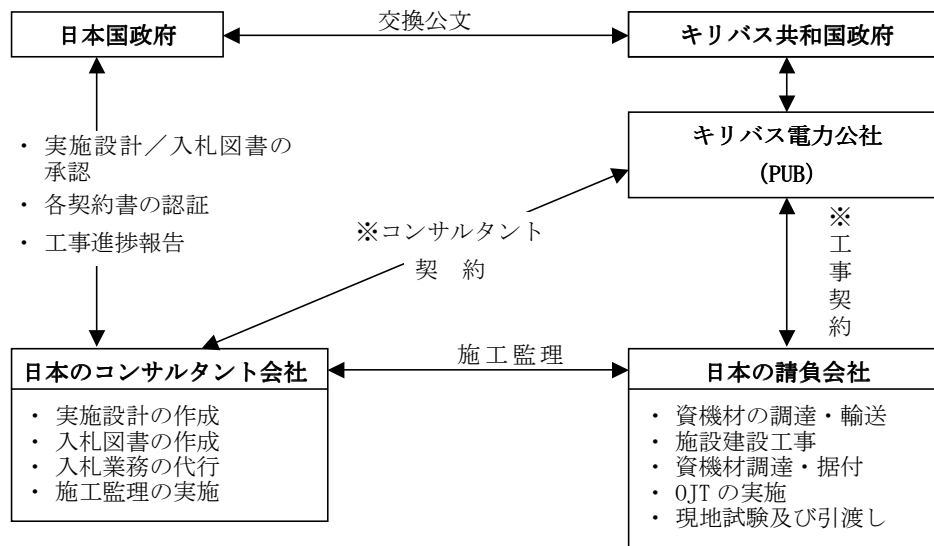 交換公文
日本国政府
キリバス共和国政府
キリバス電力公社
(PUB)
・ 実施設計／入札図書の
承認
・ 各契約書の認証
・ 工事進捗報告
※コンサルタント
契　約
※工事契約
施工監理
日本のコンサルタント会社
・ 実施設計の作成
・ 入札図書の作成
・ 入札業務の代行
・ 施工監理の実施
日本の請負会社
・ 資機材の調達・輸送
・ 施設建設工事
・ 資機材調達・据付
・ OJT の実施
・ 現地試験及び引渡し